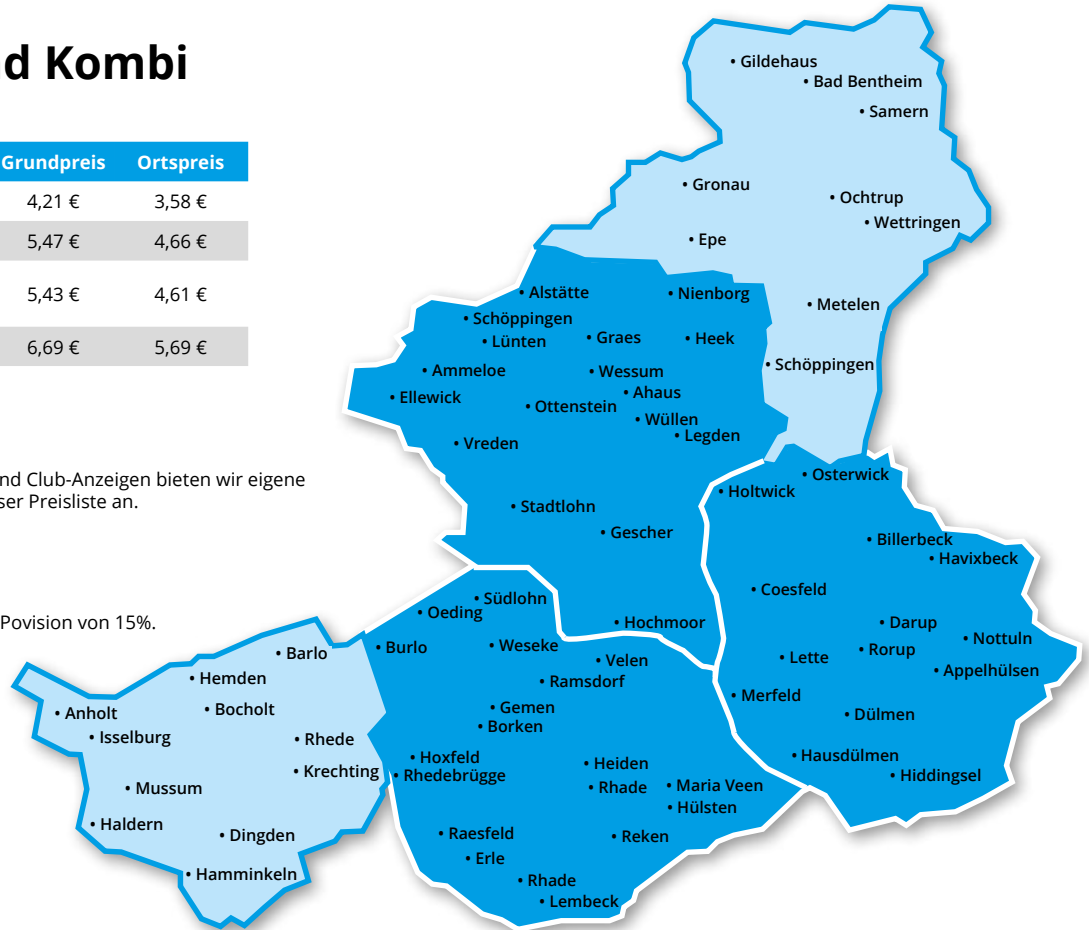 d Kombi
Grundpreis Ortspreis
4,21 € 3,58 €
5,47 € 4,66 €
5,43 € 4,61 €
6,69 € 5,69 €
nd Club-Anzeigen bieten wir eigene
ser Preisliste an.
Povision von 15%.
• Gildehaus
• Bad Bentheim
• Samern
• Gronau
• Ochtrup
• Wettringen
• Epe
• Metelen
• Schöppingen
• Alstätte
• Nienborg
• Schöppingen
• Lünten
• Graes
• Heek
• Ammeloe
• Wessum
• Ahaus
• Ellewick
• Ottenstein
• Wüllen
• Legden
• Vreden
• Stadtlohn
• Gescher
• Hochmoor
• Osterwick
• Holtwick
• Billerbeck
• Havixbeck
• Coesfeld
• Darup
• Nottuln
• Rorup
• Lette
• Appelhülsen
• Merfeld
• Dülmen
• Hausdülmen
• Hiddingsel
• Südlohn
• Oeding
• Burlo
• Weseke
• Velen
• Ramsdorf
• Gemen
• Borken
• Hoxfeld
• Rhedebrügge
• Heiden
• Rhade
• Maria Veen
• Hülsten
• Raesfeld
• Reken
• Erle
• Rhade
• Lembeck
• Barlo
• Hemden
• Anholt
• Bocholt
• Isselburg
• Rhede
• Krechting
• Mussum
• Haldern
• Dingden
• Hamminkeln